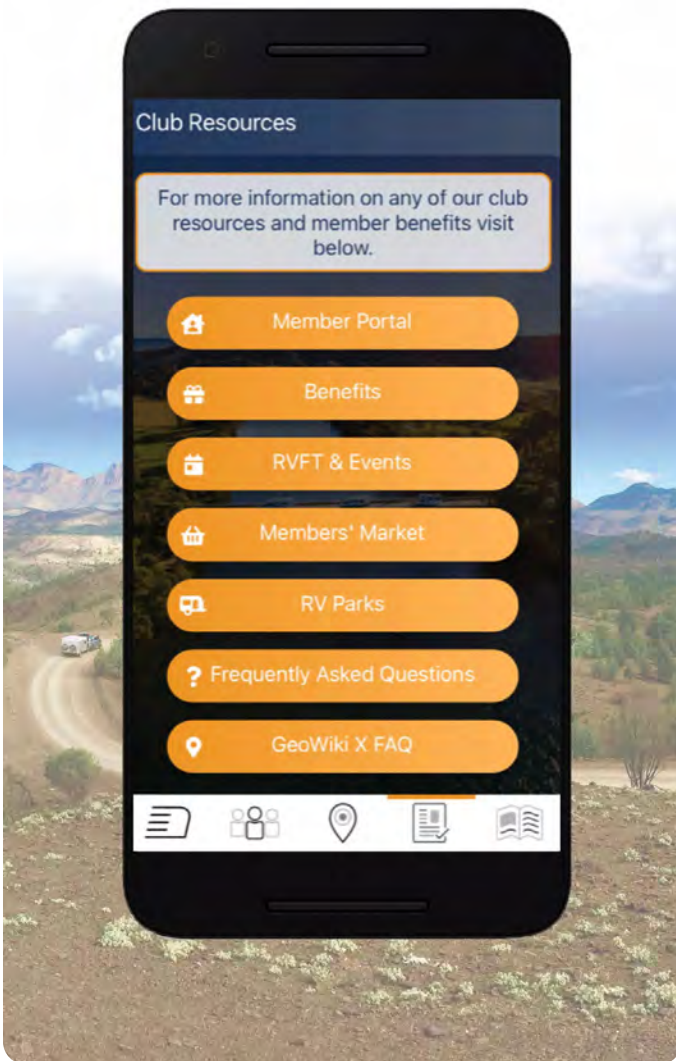 Club Resources
For more information on any of our club
resources and member benefits visit
below.
Member Portal
Benefits
RVFT & Events
Members' Market
RV Parks
Frequently Asked Questions
GeoWiki X FAQ